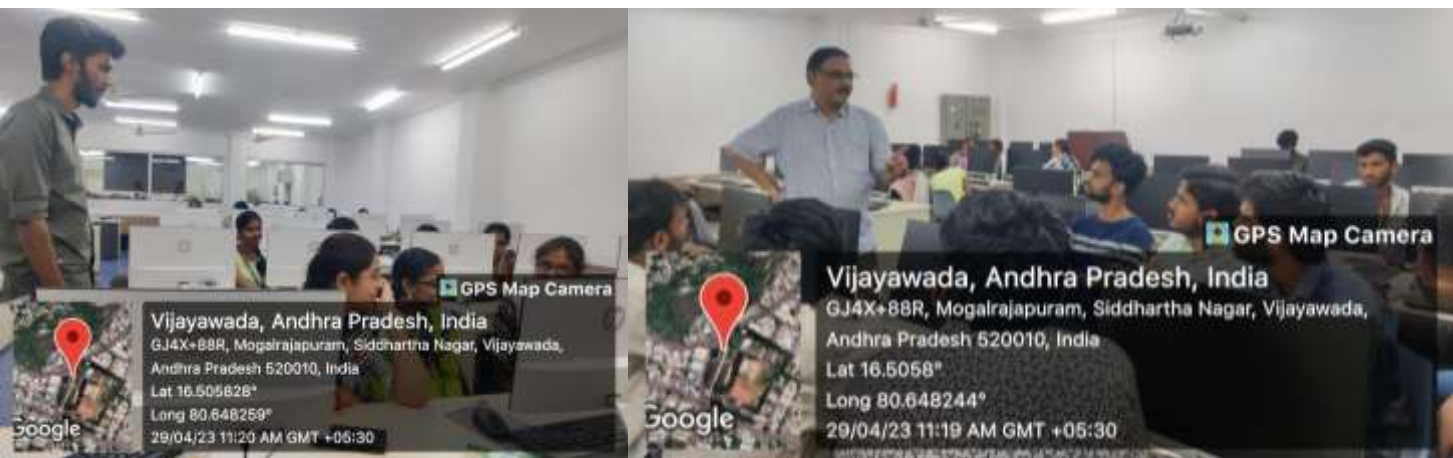 GPS Map Camera
Vijayawada, Andhra Pradesh, India
GJ4X+88R, Mogalrajapuram, Siddhartha Nagar, Vijayawada,
Andhra Pradesh 520010, India
Lat 16.505828°
Long 80.648259°
29/04/23 11:20 AM GMT +05:30
Google
GPS Map Camera
Vijayawada, Andhra Pradesh, India
GJ4X+88R, Mogalrajapuram, Siddhartha Nagar, Vijayawada,
Andhra Pradesh 520010, India
Lat 16.5058°
Long 80.648244°
29/04/23 11:19 AM GMT +05:30
Google